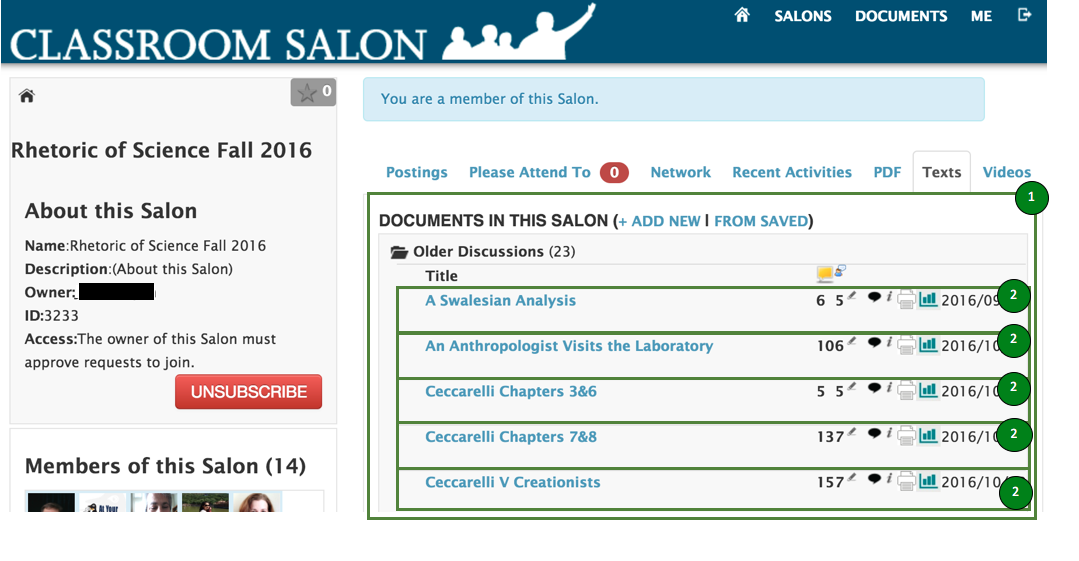 SALONS DOCUMENTS ME
CLASSROOM SALON
0
You are a member of this Salon.
Rhetoric of Science Fall 2016
Postings Please Attend To 0 Network Recent Activities PDF Texts Videos
1
About this Salon
DOCUMENTS IN THIS SALON (+ ADD NEW | FROM SAVED)
Name:Rhetoric of Science Fall 2016
Older Discussions (23)
Description:(About this Salon)
Title
Owner:
A Swalesian Analysis 6 5 i 2016/09 2
ID:3233
Access:The owner of this Salon must
approve requests to join.
An Anthropologist Visits the Laboratory 106 i 2016/10 2
UNSUBSCRIBE
Ceccarelli Chapters 3&6 5 5 i 2016/10 2
Ceccarelli Chapters 7&8 137 i 2016/10 2
Members of this Salon (14)
Ceccarelli V Creationists 157 i 2016/10/ 2
At Your